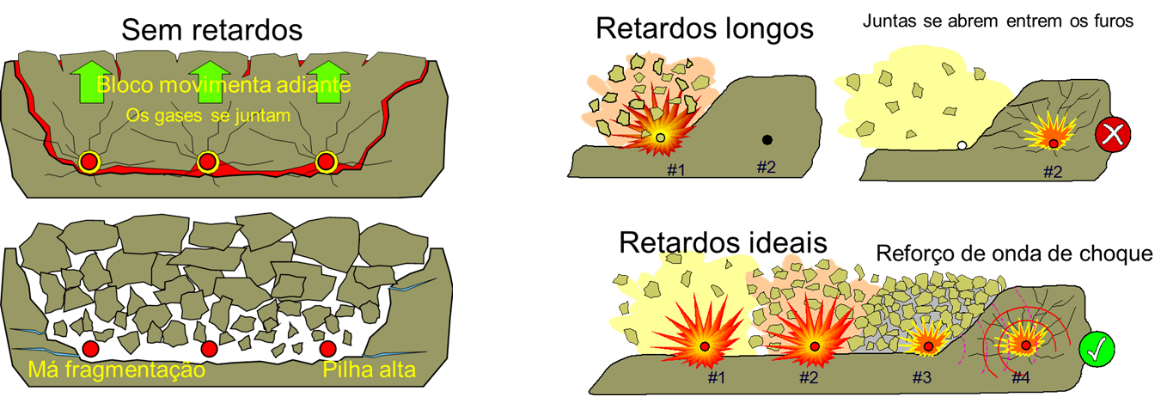 Sem retardos
Bloco movimenta adiante
Os gases se juntam
Má fragmentação
Pilha alta
Retardos longos
#1
#2
Juntas se abrem entrem os furos
#2
Retardos ideais
Reforço de onda de choque
#1
#2
#3
#4